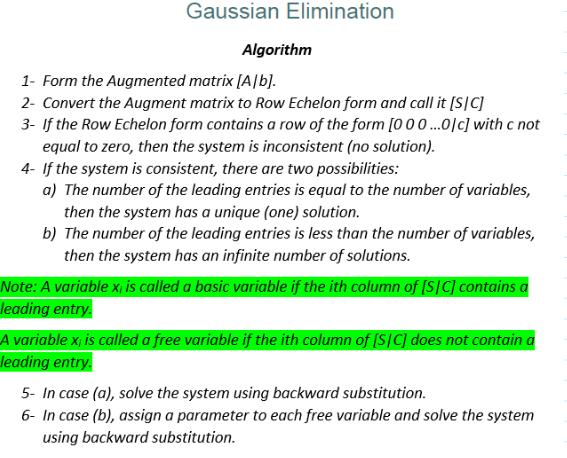 Gaussian Elimination
Algorithm
1- Form the Augmented matrix [A|b].
2- Convert the Augment matrix to Row Echelon form and call it [S|C]
3- If the Row Echelon form contains a row of the form [0 0 0 ...0|c] with c not
equal to zero, then the system is inconsistent (no solution).
4- If the system is consistent, there are two possibilities:
a) The number of the leading entries is equal to the number of variables,
then the system has a unique (one) solution.
b) The number of the leading entries is less than the number of variables,
then the system has an infinite number of solutions.
Note: A variable xᵢ is called a basic variable if the ith column of [S|C] contains a
leading entry.
A variable xᵢ is called a free variable if the ith column of [S|C] does not contain a
leading entry.
5- In case (a), solve the system using backward substitution.
6- In case (b), assign a parameter to each free variable and solve the system
using backward substitution.